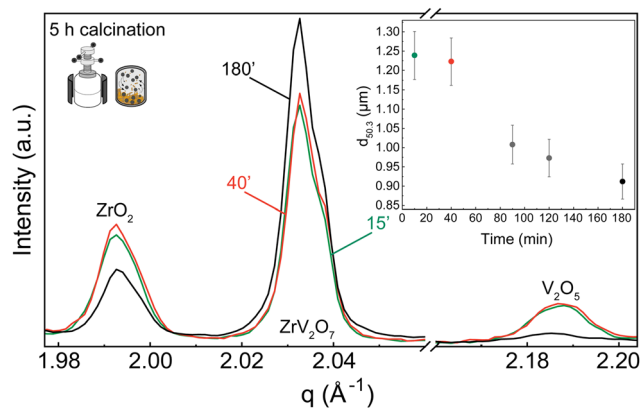 5 h calcination
Intensity (a.u.)
ZrO₂
180'
40'
15'
ZrV₂O₇
V₂O₅
1.98 2.00 2.02 2.04 2.18 2.20
q (Å⁻¹)
d₅₀.₃ (μm)
1.30
1.25
1.20
1.15
1.10
1.05
1.00
0.95
0.90
0.85
0 20 40 60 80 100 120 140 160 180
Time (min)